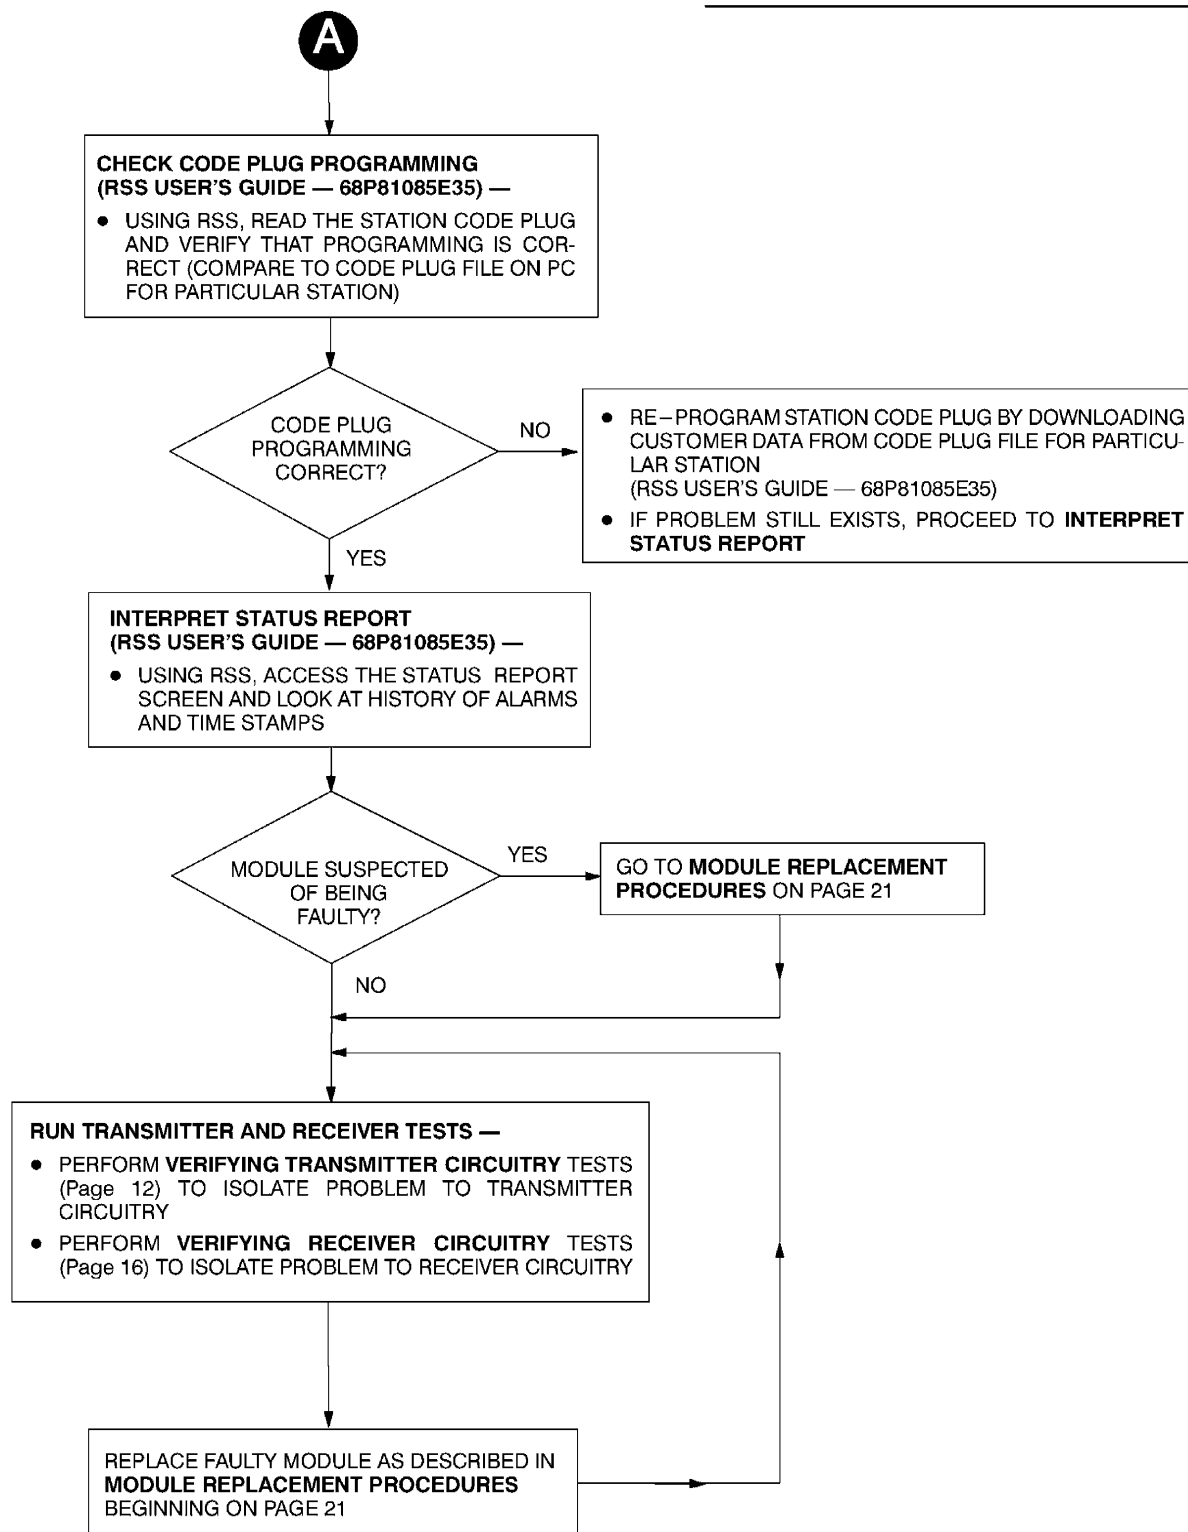 A
CHECK CODE PLUG PROGRAMMING
(RSS USER'S GUIDE — 68P81085E35) —
● USING RSS, READ THE STATION CODE PLUG
AND VERIFY THAT PROGRAMMING IS COR-
RECT (COMPARE TO CODE PLUG FILE ON PC
FOR PARTICULAR STATION)
CODE PLUG
PROGRAMMING
CORRECT?
NO
● RE–PROGRAM STATION CODE PLUG BY DOWNLOADING
CUSTOMER DATA FROM CODE PLUG FILE FOR PARTICU-
LAR STATION
(RSS USER'S GUIDE — 68P81085E35)
● IF PROBLEM STILL EXISTS, PROCEED TO INTERPRET
STATUS REPORT
YES
INTERPRET STATUS REPORT
(RSS USER'S GUIDE — 68P81085E35) —
● USING RSS, ACCESS THE STATUS REPORT
SCREEN AND LOOK AT HISTORY OF ALARMS
AND TIME STAMPS
MODULE SUSPECTED
OF BEING
FAULTY?
YES
GO TO MODULE REPLACEMENT
PROCEDURES ON PAGE 21
NO
RUN TRANSMITTER AND RECEIVER TESTS —
● PERFORM VERIFYING TRANSMITTER CIRCUITRY TESTS
(Page 12) TO ISOLATE PROBLEM TO TRANSMITTER
CIRCUITRY
● PERFORM VERIFYING RECEIVER CIRCUITRY TESTS
(Page 16) TO ISOLATE PROBLEM TO RECEIVER CIRCUITRY
REPLACE FAULTY MODULE AS DESCRIBED IN
MODULE REPLACEMENT PROCEDURES
BEGINNING ON PAGE 21